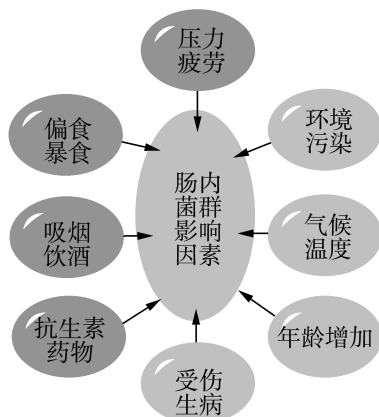 压力
疲劳
偏食
暴食
环境
污染
肠内
菌群
影响
因素
吸烟
饮酒
气候
温度
抗生素
药物
年龄增加
受伤
生病